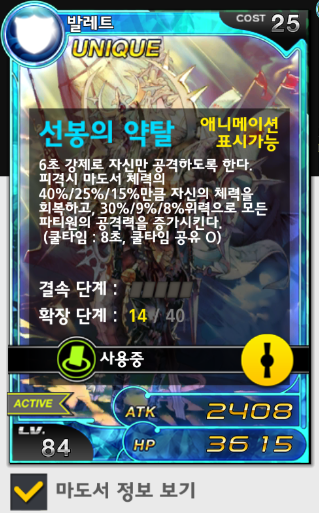 발레트
COST 25
UNIQUE
선봉의 약탈
애니메이션
표시가능
6초 강제로 자신만 공격하도록 한다.
피격시 마도서 체력의
40%/25%/15%만큼 자신의 체력을
회복하고, 30%/9%/8%위력으로 모든
파티원의 공격력을 증가시킨다.
(쿨타임 : 8초, 쿨타임 공유 O)
결속 단계 :
확장 단계 : 14 / 40
사용중
ACTIVE
ATK 2408
LV.
84
HP 3615
마도서 정보 보기